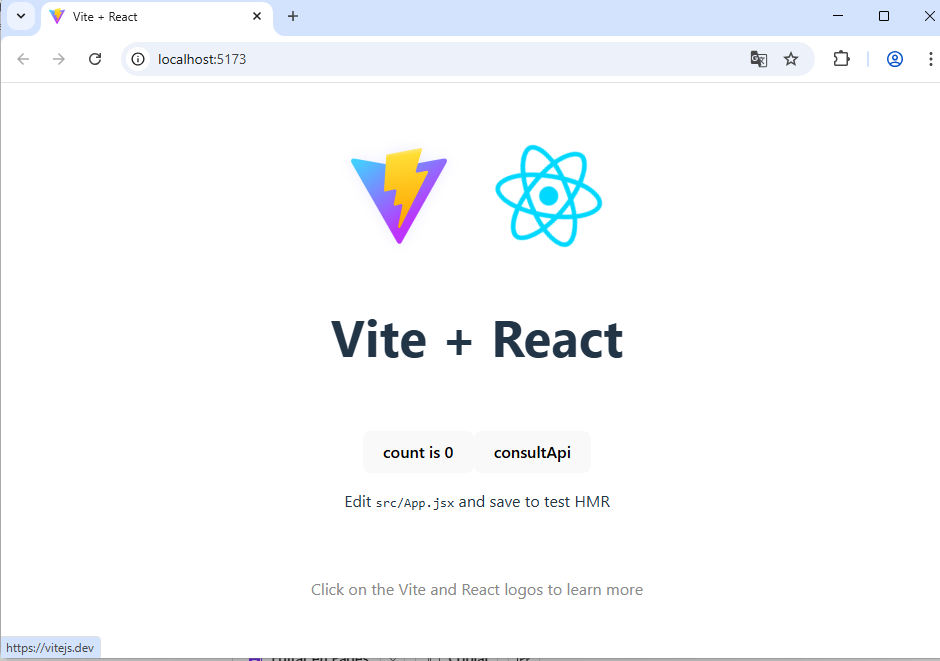 Vite + React
localhost:5173
Vite + React
count is 0 consultApi
Edit src/App.jsx and save to test HMR
Click on the Vite and React logos to learn more
https://vitejs.dev